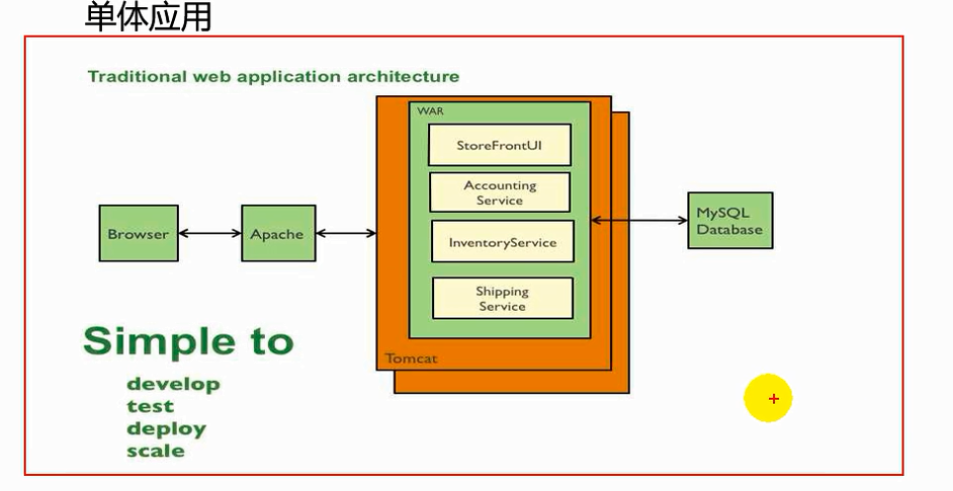 单体应用
Traditional web application architecture
WAR
StoreFrontUI
Accounting
Service
InventoryService
Shipping
Service
Tomcat
Browser
Apache
MySQL
Database
Simple to
develop
test
deploy
scale